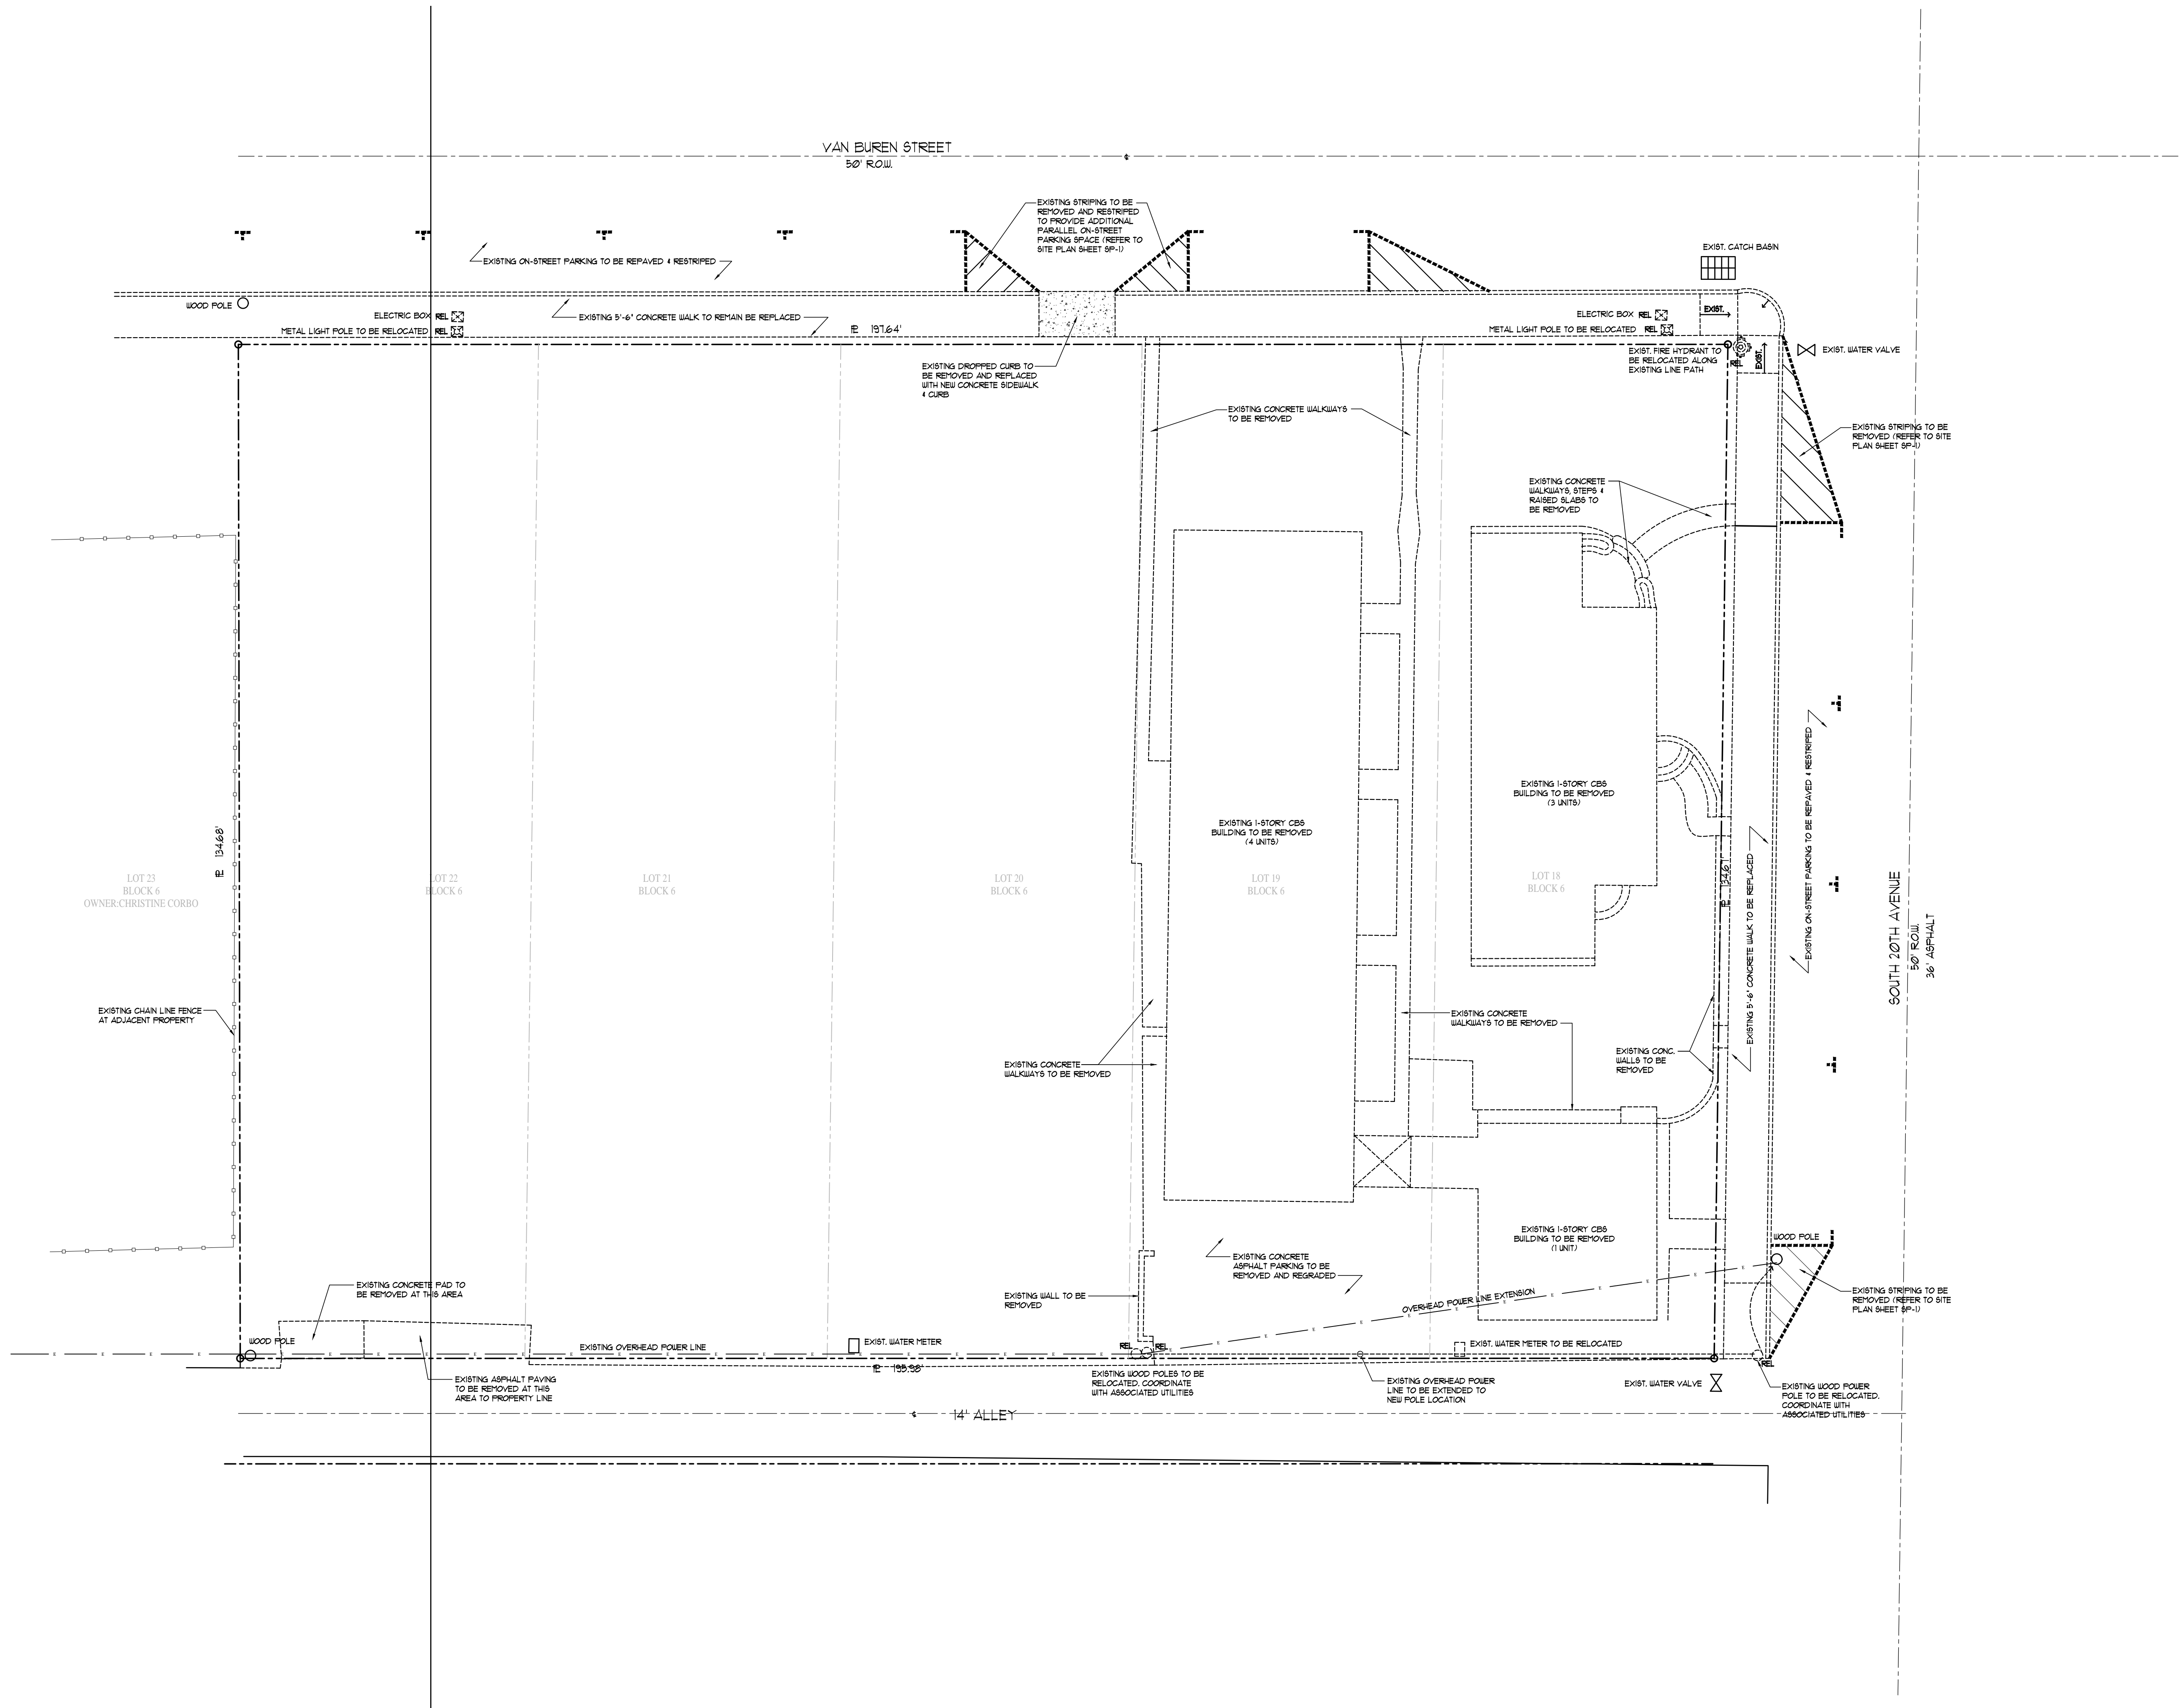 VAN BUREN STREET
50' R.O.W.
EXISTING STRIPING TO BE
REMOVED AND RESTRIPED
TO PROVIDE ADDITIONAL
PARALLEL ON-STREET
PARKING SPACE (REFER TO
SITE PLAN SHEET SP-1)
EXISTING ON-STREET PARKING TO BE REPAVED & RESTRIPED
EXIST. CATCH BASIN
WOOD POLE
ELECTRIC BOX REL
METAL LIGHT POLE TO BE RELOCATED REL
EXISTING 5'-6" CONCRETE WALK TO REMAIN BE REPLACED
PL 197.64'
ELECTRIC BOX REL
METAL LIGHT POLE TO BE RELOCATED REL
EXIST.
EXIST.
REL
EXIST. FIRE HYDRANT TO
BE RELOCATED ALONG
EXISTING LINE PATH
EXIST. WATER VALVE
EXISTING DROPPED CURB TO
BE REMOVED AND REPLACED
WITH NEW CONCRETE SIDEWALK
& CURB
EXISTING CONCRETE WALKWAYS
TO BE REMOVED
EXISTING STRIPING TO BE
REMOVED (REFER TO SITE
PLAN SHEET SP-1)
EXISTING CONCRETE
WALKWAYS, STEPS &
RAISED SLABS TO
BE REMOVED
EXISTING 1-STORY CBS
BUILDING TO BE REMOVED
(3 UNITS)
EXISTING 1-STORY CBS
BUILDING TO BE REMOVED
(4 UNITS)
PL 134.68'
LOT 23
BLOCK 6
OWNER:CHRISTINE CORBO
LOT 22
BLOCK 6
LOT 21
BLOCK 6
LOT 20
BLOCK 6
LOT 19
BLOCK 6
LOT 18
BLOCK 6
PL 134.67'
EXISTING 5'-6" CONCRETE WALK TO BE REPLACED
EXISTING ON-STREET PARKING TO BE REPAVED & RESTRIPED
SOUTH 20TH AVENUE
50' R.O.W.
36' ASPHALT
EXISTING CHAIN LINE FENCE
AT ADJACENT PROPERTY
EXISTING CONCRETE
WALKWAYS TO BE REMOVED
EXISTING CONCRETE
WALKWAYS TO BE REMOVED
EXISTING CONC.
WALLS TO BE
REMOVED
EXISTING 1-STORY CBS
BUILDING TO BE REMOVED
(1 UNIT)
WOOD POLE
EXISTING CONCRETE
ASPHALT PARKING TO BE
REMOVED AND REGRADED
EXISTING CONCRETE PAD TO
BE REMOVED AT THIS AREA
EXISTING WALL TO BE
REMOVED
OVERHEAD POWER LINE EXTENSION
EXISTING STRIPING TO BE
REMOVED (REFER TO SITE
PLAN SHEET SP-1)
WOOD POLE
EXISTING OVERHEAD POWER LINE
EXIST. WATER METER
REL
REL
EXIST. WATER METER TO BE RELOCATED
REL
PL 195.98'
EXISTING ASPHALT PAVING
TO BE REMOVED AT THIS
AREA TO PROPERTY LINE
EXISTING WOOD POLES TO BE
RELOCATED. COORDINATE
WITH ASSOCIATED UTILITIES
EXISTING OVERHEAD POWER
LINE TO BE EXTENDED TO
NEW POLE LOCATION
EXIST. WATER VALVE
EXISTING WOOD POWER
POLE TO BE RELOCATED.
COORDINATE WITH
ASSOCIATED UTILITIES
14' ALLEY